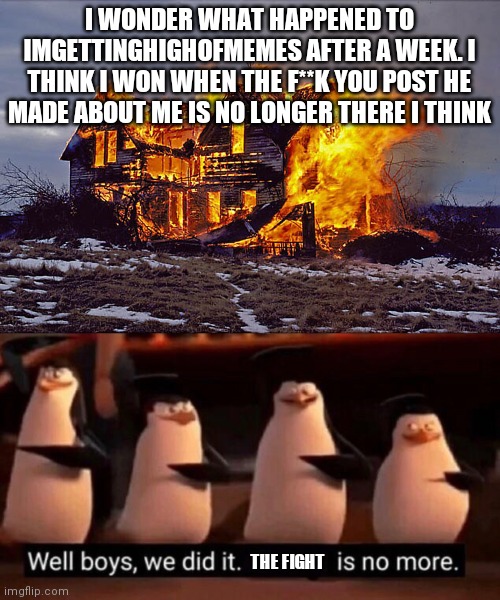 I WONDER WHAT HAPPENED TO
IMGETTINGHIGHOFMEMES AFTER A WEEK. I
THINK I WON WHEN THE F**K YOU POST HE
MADE ABOUT ME IS NO LONGER THERE I THINK
Well boys, we did it. THE FIGHT is no more.
imgflip.com